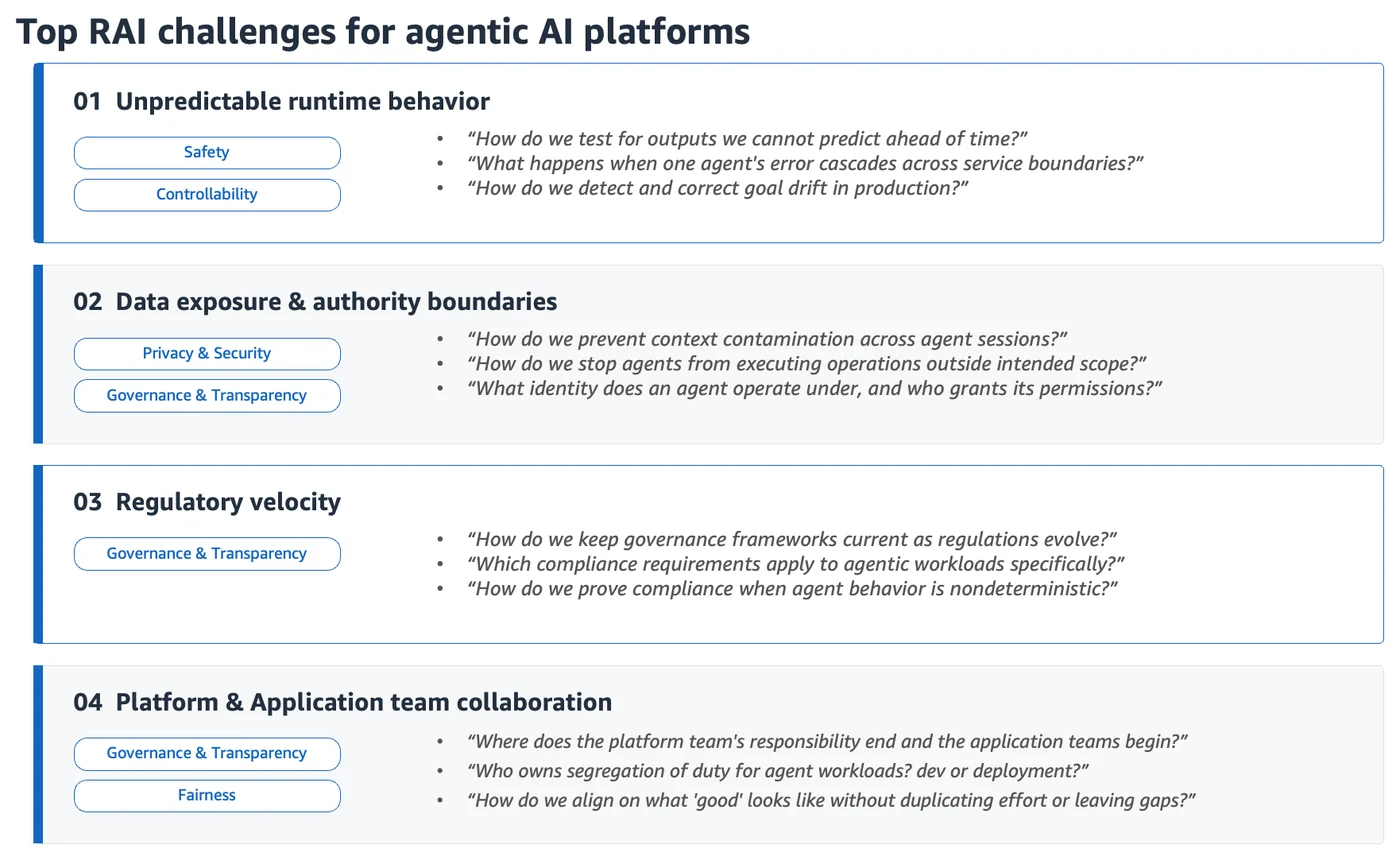 Top RAI challenges for agentic AI platforms
01 Unpredictable runtime behavior
Safety
Controllability
• “How do we test for outputs we cannot predict ahead of time?”
• “What happens when one agent's error cascades across service boundaries?”
• “How do we detect and correct goal drift in production?”
02 Data exposure & authority boundaries
Privacy & Security
Governance & Transparency
• “How do we prevent context contamination across agent sessions?”
• “How do we stop agents from executing operations outside intended scope?”
• “What identity does an agent operate under, and who grants its permissions?”
03 Regulatory velocity
Governance & Transparency
• “How do we keep governance frameworks current as regulations evolve?”
• “Which compliance requirements apply to agentic workloads specifically?”
• “How do we prove compliance when agent behavior is nondeterministic?”
04 Platform & Application team collaboration
Governance & Transparency
Fairness
• “Where does the platform team's responsibility end and the application teams begin?”
• “Who owns segregation of duty for agent workloads? dev or deployment?”
• “How do we align on what 'good' looks like without duplicating effort or leaving gaps?”